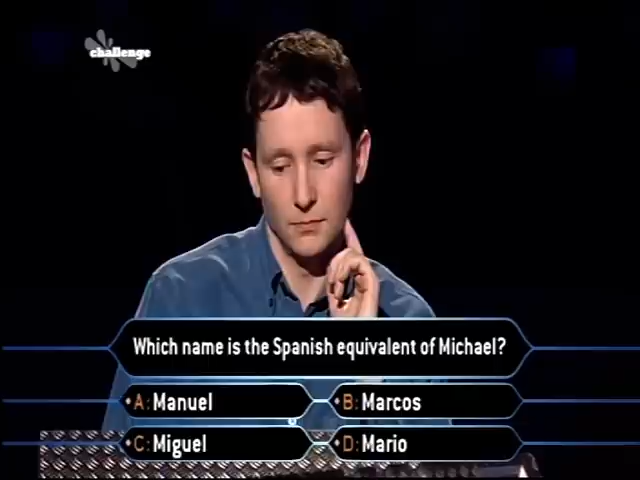 challenge
Which name is the Spanish equivalent of Michael?
A: Manuel
B: Marcos
C: Miguel
D: Mario